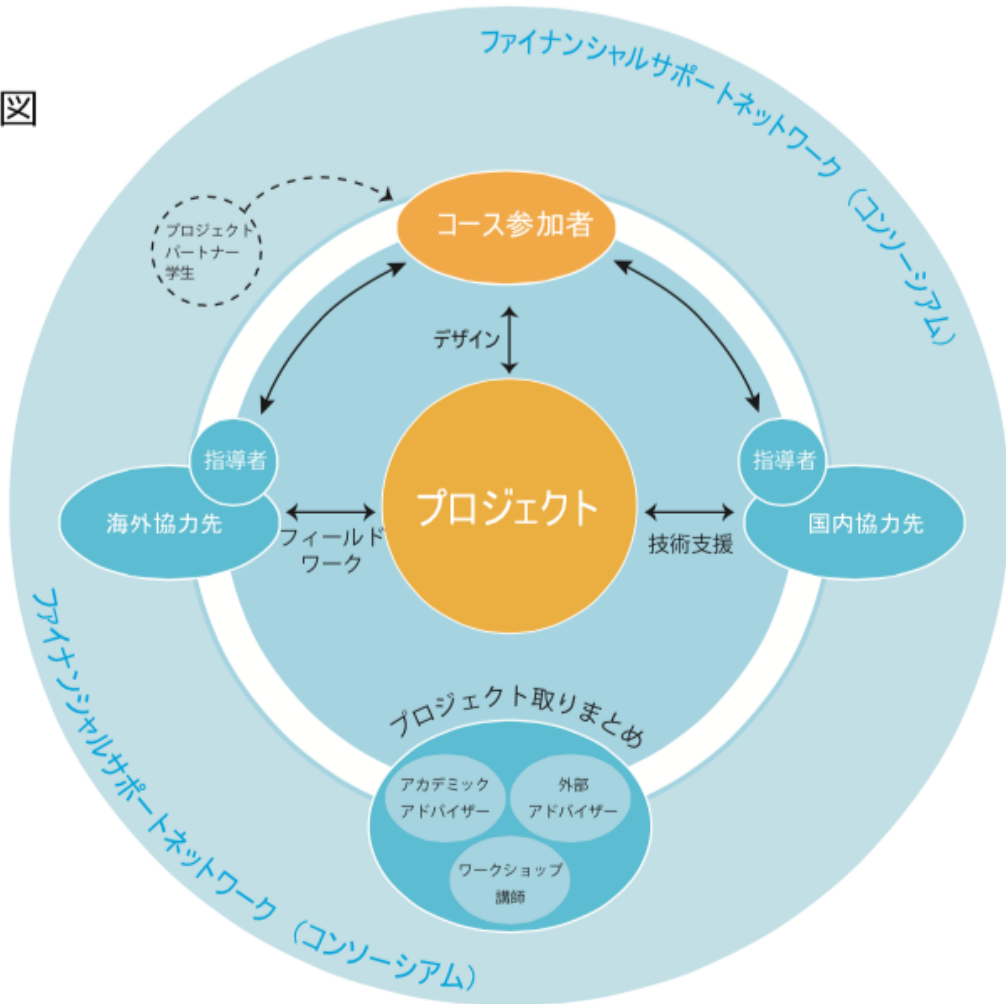 図
ファイナンシャルサポートネットワーク（コンソーシアム）
プロジェクト
パートナー
学生
コース参加者
デザイン
指導者
海外協力先
フィールド
ワーク
プロジェクト
技術支援
指導者
国内協力先
プロジェクト取りまとめ
アカデミック
アドバイザー
外部
アドバイザー
ワークショップ
講師
ファイナンシャルサポートネットワーク（コンソーシアム）